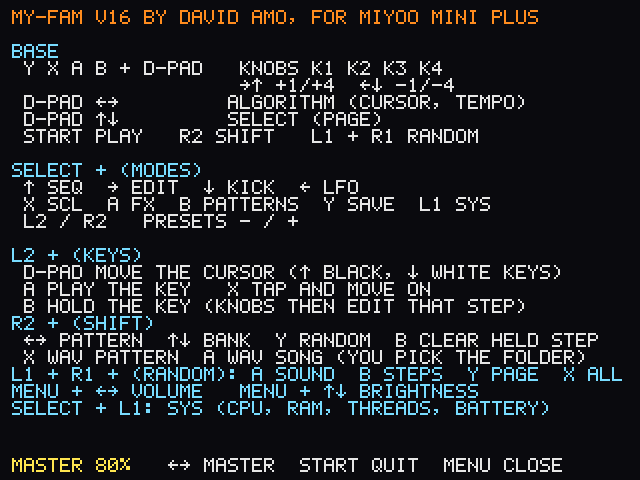 MY-FAM V16 BY DAVID AMO, FOR MIYOO MINI PLUS
BASE
Y X A B + D-PAD   KNOBS K1 K2 K3 K4
→↑ +1/+4  ←↓ -1/-4
D-PAD ↔   ALGORITHM (CURSOR, TEMPO)
D-PAD ↑↓   SELECT (PAGE)
START PLAY   R2 SHIFT   L1 + R1 RANDOM
SELECT + (MODES)
↑ SEQ  → EDIT  ↓ KICK  ← LFO
X SCL  A FX  B PATTERNS  Y SAVE  L1 SYS
L2 / R2   PRESETS - / +
L2 + (KEYS)
D-PAD MOVE THE CURSOR (↑ BLACK, ↓ WHITE KEYS)
A PLAY THE KEY   X TAP AND MOVE ON
B HOLD THE KEY (KNOBS THEN EDIT THAT STEP)
R2 + (SHIFT)
↔ PATTERN  ↑↓ BANK  Y RANDOM  B CLEAR HELD STEP
X WAV PATTERN  A WAV SONG (YOU PICK THE FOLDER)
L1 + R1 + (RANDOM): A SOUND  B STEPS  Y PAGE  X ALL
MENU + ↔ VOLUME   MENU + ↑↓ BRIGHTNESS
SELECT + L1: SYS (CPU, RAM, THREADS, BATTERY)
MASTER 80%   ↔ MASTER  START QUIT  MENU CLOSE